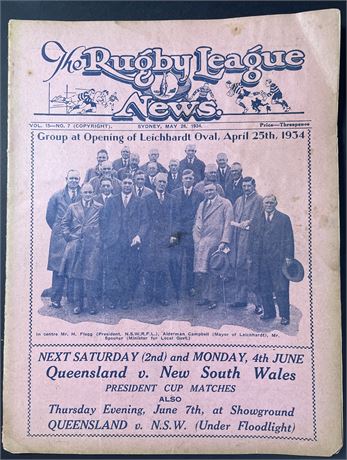 The Rugby League
News.
VOL. 15—NO. 7 (COPYRIGHT). SYDNEY, MAY 26, 1934. Price—Threepence
Group at Opening of Leichhardt Oval, April 25th, 1934
In centre Mr. H. Flegg (President, N.S.W.R.F.L.), Alderman Campbell (Mayor of Leichhardt), Mr.
Spooner (Minister for Local Govt.)
NEXT SATURDAY (2nd) and MONDAY, 4th JUNE
Queensland v. New South Wales
PRESIDENT CUP MATCHES
ALSO
Thursday Evening, June 7th, at Showground
QUEENSLAND v. N.S.W. (Under Floodlight)